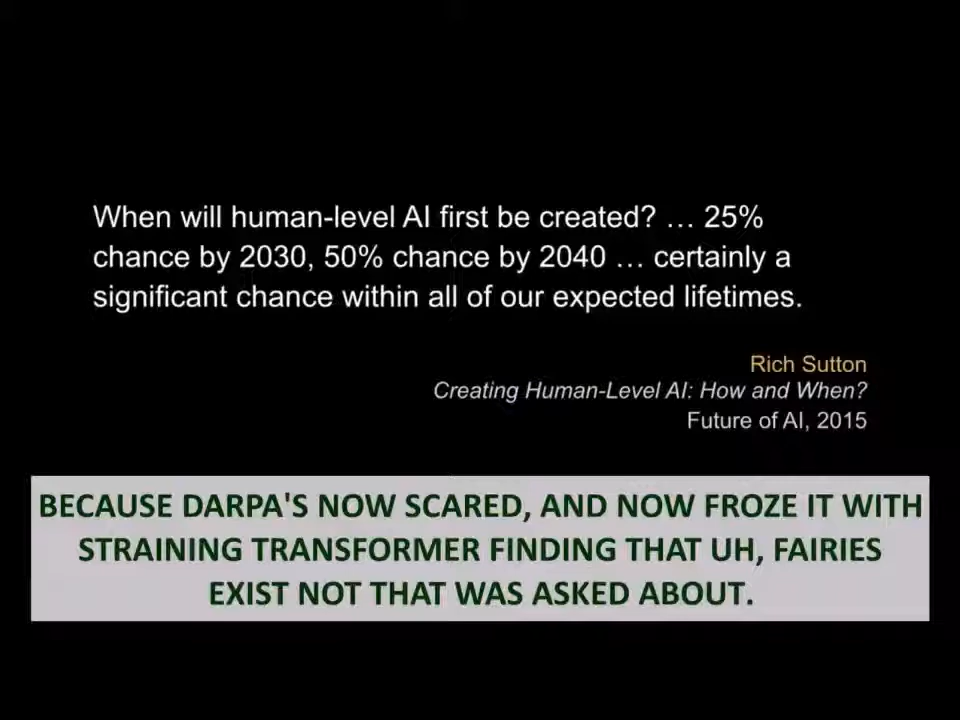 When will human-level AI first be created? … 25%
chance by 2030, 50% chance by 2040 … certainly a
significant chance within all of our expected lifetimes.
Rich Sutton
Creating Human-Level AI: How and When?
Future of AI, 2015
BECAUSE DARPA'S NOW SCARED, AND NOW FROZE IT WITH
STRAINING TRANSFORMER FINDING THAT UH, FAIRIES
EXIST NOT THAT WAS ASKED ABOUT.